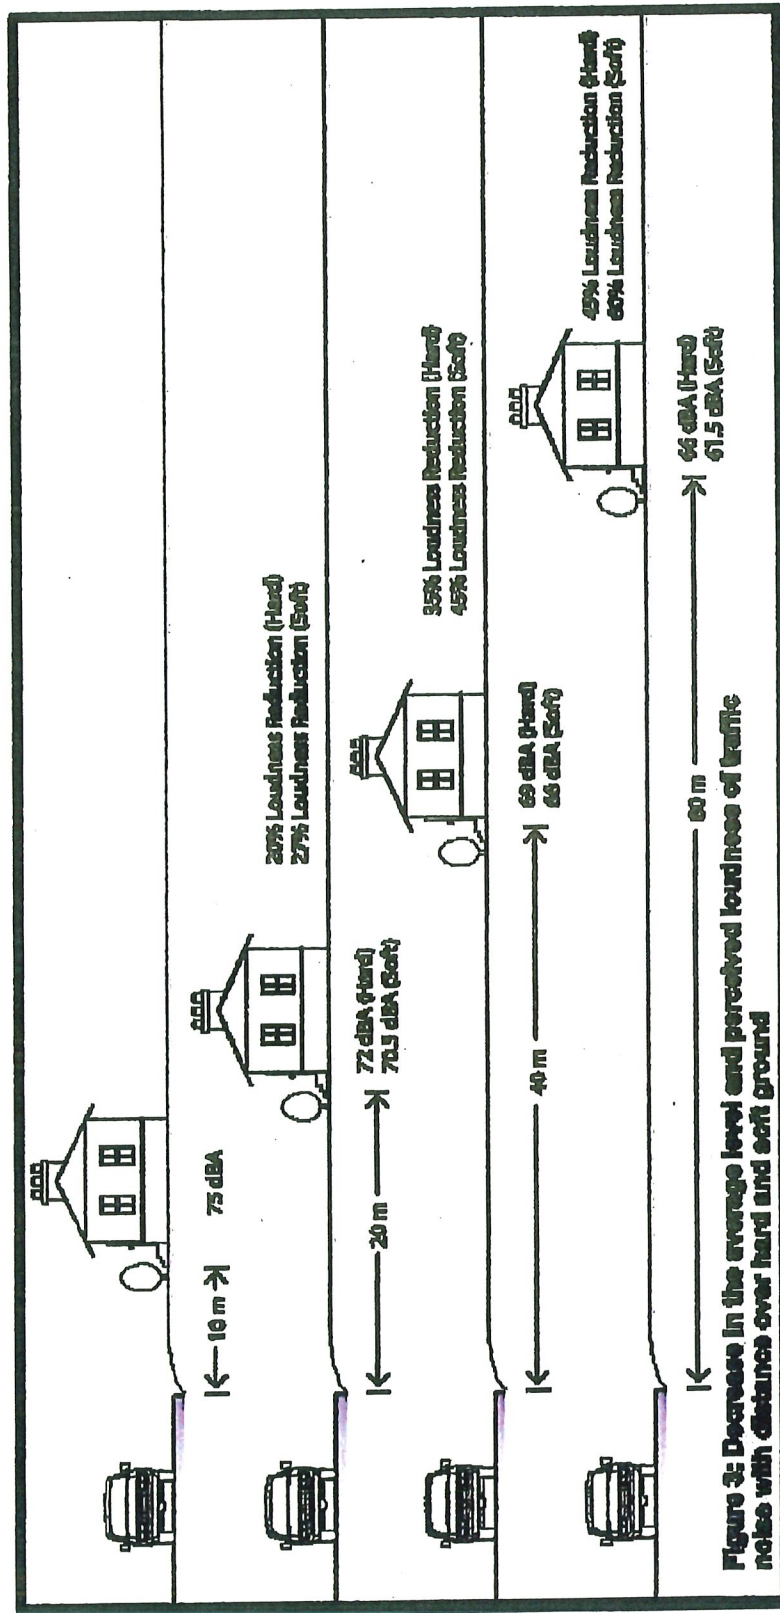 10 m
75 dBA
20% Loudness Reduction (Hard)
27% Loudness Reduction (Soft)
20 m
72 dBA (Hard)
70.5 dBA (Soft)
35% Loudness Reduction (Hard)
45% Loudness Reduction (Soft)
40 m
69 dBA (Hard)
66 dBA (Soft)
45% Loudness Reduction (Hard)
60% Loudness Reduction (Soft)
80 m
66 dBA (Hard)
61.5 dBA (Soft)
Figure 3: Decrease in the average level and perceived loudness of traffic
noise with distance over hard and soft ground